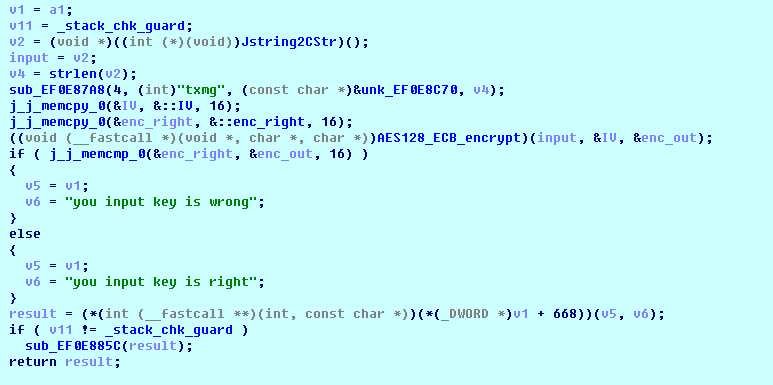 v1 = a1;
v11 = _stack_chk_guard;
v2 = (void *)((int (*)(void))Jstring2CStr)();
input = v2;
v4 = strlen(v2);
sub_EF0E87A8(4, (int)"txmg", (const char *)&unk_EF0E8C70, v4);
j_j_memcpy_0(&IV, &::IV, 16);
j_j_memcpy_0(&enc_right, &::enc_right, 16);
((void (__fastcall *)(void *, char *, char *))AES128_ECB_encrypt)(input, &IV, &enc_out);
if ( j_j_memcmp_0(&enc_right, &enc_out, 16) )
{
  v5 = v1;
  v6 = "you input key is wrong";
}
else
{
  v5 = v1;
  v6 = "you input key is right";
}
result = (*(int (__fastcall **)(int, const char *))(*(_DWORD *)v1 + 668))(v5, v6);
if ( v11 != _stack_chk_guard )
  sub_EF0E885C(result);
return result;